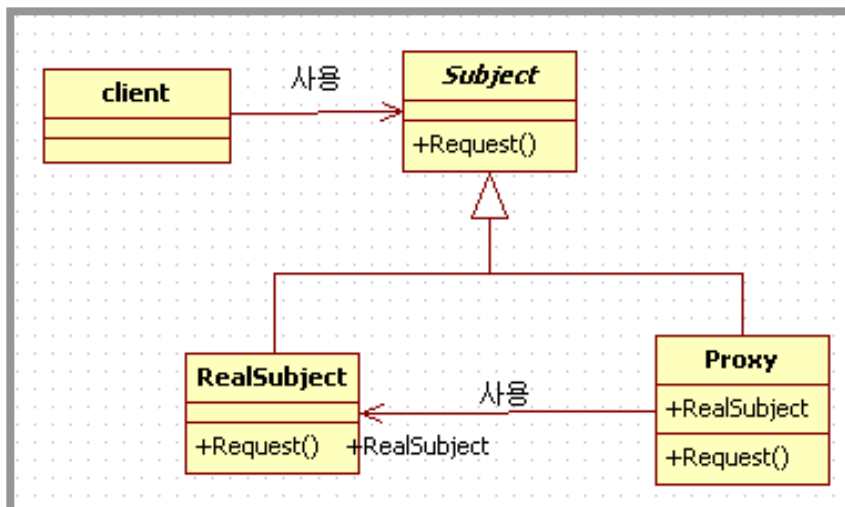 client
사용
Subject
+Request()
RealSubject
+Request()
+RealSubject
사용
Proxy
+RealSubject
+Request()